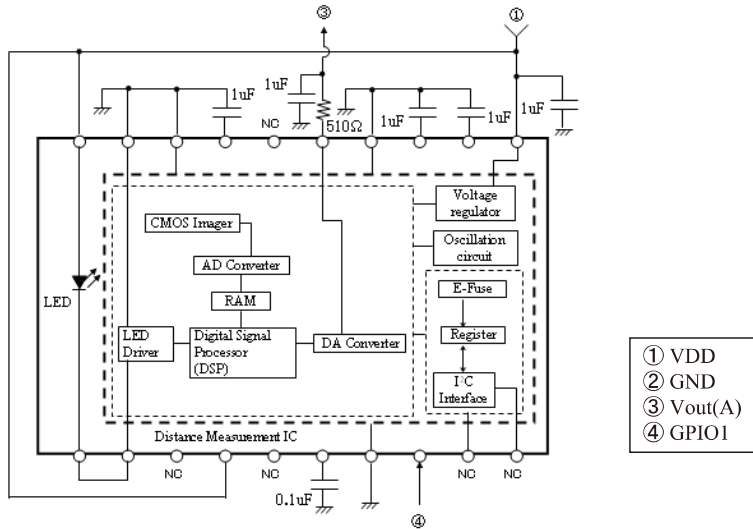 ③
①
1uF
1uF
1uF
1uF
1uF
NC
510Ω
Voltage
regulator
CMOS Imager
Oscillation
circuit
AD Converter
E-Fuse
LED
RAM
Register
LED
Driver
Digital Signal
Processor
(DSP)
DA Converter
I²C
Interface
Distance Measurement IC
NC
NC
NC
NC
0.1uF
④
① VDD
② GND
③ Vout(A)
④ GPIO1